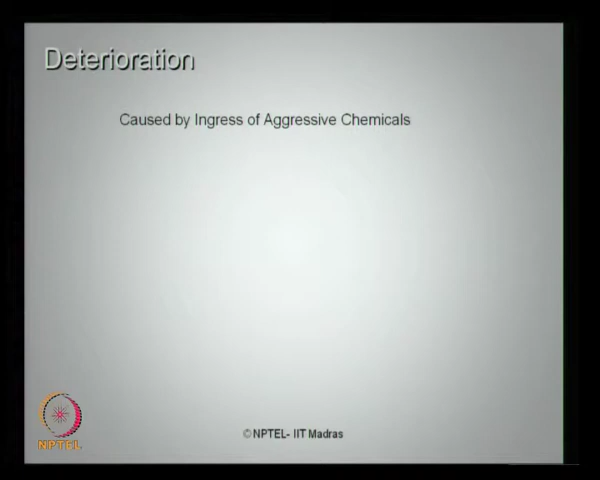 Deterioration
Caused by Ingress of Aggressive Chemicals
NPTEL
©NPTEL- IIT Madras